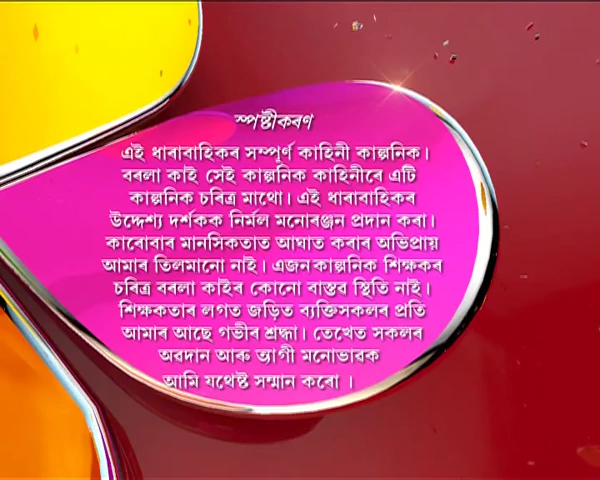 স্পষ্টীকৰণ
এই ধাৰাবাহিকৰ সম্পূৰ্ণ কাহিনী কাল্পনিক।
বৰলা কাই সেই কাল্পনিক কাহিনীৰে এটি
কাল্পনিক চৰিত্ৰ মাথো। এই ধাৰাবাহিকৰ
উদ্দেশ্য দৰ্শকক নিৰ্মল মনোৰঞ্জন প্ৰদান কৰা।
কাৰোবাৰ মানসিকতাত আঘাত কৰাৰ অভিপ্ৰায়
আমাৰ তিলমানো নাই। এজন কাল্পনিক শিক্ষকৰ
চৰিত্ৰ বৰলা কাইৰ কোনো বাস্তৱ স্থিতি নাই।
শিক্ষকতাৰ লগত জড়িত ব্যক্তিসকলৰ প্ৰতি
আমাৰ আছে গভীৰ শ্ৰদ্ধা। তেখেত সকলৰ
অৱদান আৰু ত্যাগী মনোভাৱক
আমি যথেষ্ট সন্মান কৰো ।